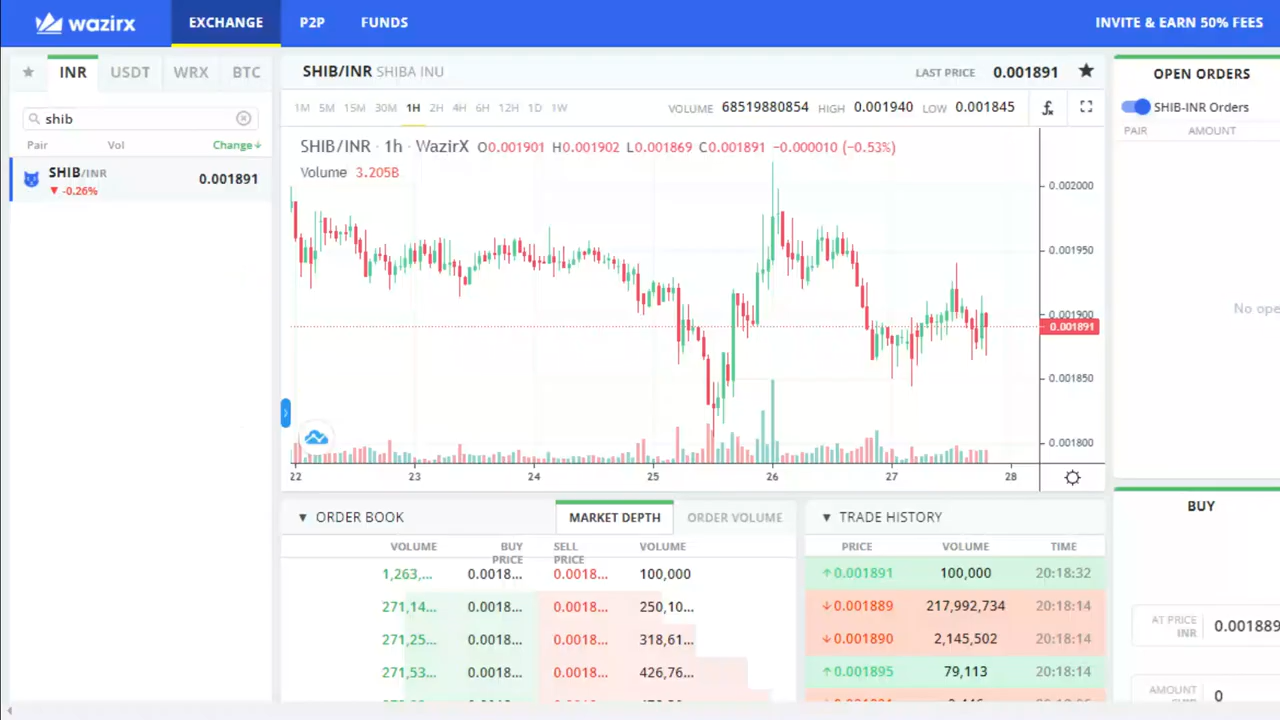 wazirx EXCHANGE P2P FUNDS INVITE & EARN 50% FEES
INR USDT WRX BTC
shib
Pair Vol Change↓
SHIB/INR 0.001891
▼ -0.26%
SHIB/INR SHIBA INU LAST PRICE 0.001891
1M 5M 15M 30M 1H 2H 4H 6H 12H 1D 1W VOLUME 68519880854 HIGH 0.001940 LOW 0.001845
SHIB/INR · 1h · WazirX O0.001901 H0.001902 L0.001869 C0.001891 −0.000010 (−0.53%)
Volume 3.205B
0.002000
0.001950
0.001900
0.001891
0.001850
0.001800
22 23 24 25 26 27 28
OPEN ORDERS
SHIB-INR Orders
PAIR AMOUNT
No ope
▼ ORDER BOOK MARKET DEPTH ORDER VOLUME
VOLUME BUY PRICE SELL PRICE VOLUME
1,263,... 0.0018... 0.0018... 100,000
271,14... 0.0018... 0.0018... 250,10...
271,25... 0.0018... 0.0018... 318,61...
271,53... 0.0018... 0.0018... 426,76...
▼ TRADE HISTORY
PRICE VOLUME TIME
↑0.001891 100,000 20:18:32
↓0.001889 217,992,734 20:18:14
↓0.001890 2,145,502 20:18:14
↑0.001895 79,113 20:18:14
BUY
AT PRICE
INR 0.001889
AMOUNT 0